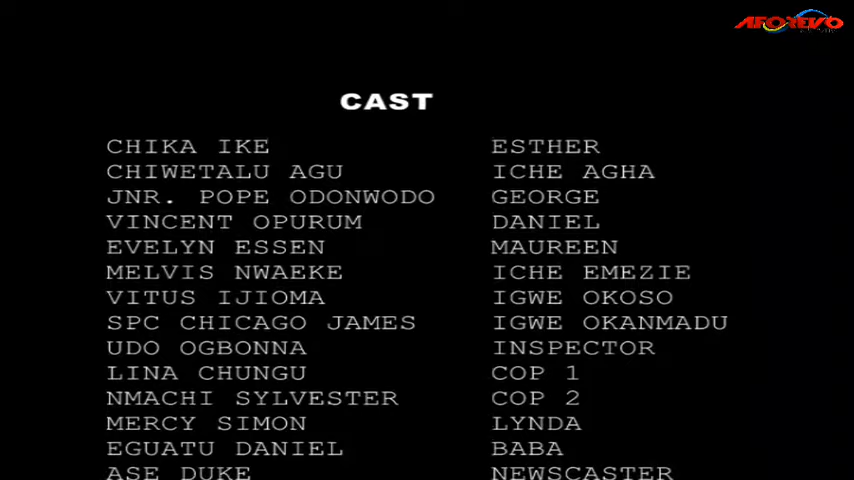 AFOREVO
CAST
CHIKA IKE ESTHER
CHIWETALU AGU ICHE AGHA
JNR. POPE ODONWODO GEORGE
VINCENT OPURUM DANIEL
EVELYN ESSEN MAUREEN
MELVIS NWAEKE ICHE EMEZIE
VITUS IJIOMA IGWE OKOSO
SPC CHICAGO JAMES IGWE OKANMADU
UDO OGBONNA INSPECTOR
LINA CHUNGU COP 1
NMACHI SYLVESTER COP 2
MERCY SIMON LYNDA
EGUATU DANIEL BABA
ASE DUKE NEWSCASTER